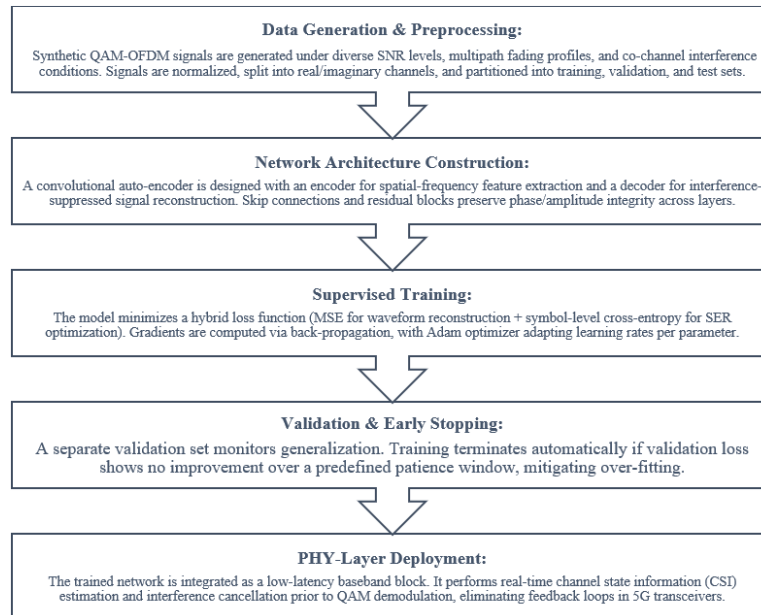 Data Generation & Preprocessing:
Synthetic QAM-OFDM signals are generated under diverse SNR levels, multipath fading profiles, and co-channel interference
conditions. Signals are normalized, split into real/imaginary channels, and partitioned into training, validation, and test sets.
Network Architecture Construction:
A convolutional auto-encoder is designed with an encoder for spatial-frequency feature extraction and a decoder for interference-
suppressed signal reconstruction. Skip connections and residual blocks preserve phase/amplitude integrity across layers.
Supervised Training:
The model minimizes a hybrid loss function (MSE for waveform reconstruction + symbol-level cross-entropy for SER
optimization). Gradients are computed via back-propagation, with Adam optimizer adapting learning rates per parameter.
Validation & Early Stopping:
A separate validation set monitors generalization. Training terminates automatically if validation loss
shows no improvement over a predefined patience window, mitigating over-fitting.
PHY-Layer Deployment:
The trained network is integrated as a low-latency baseband block. It performs real-time channel state information (CSI)
estimation and interference cancellation prior to QAM demodulation, eliminating feedback loops in 5G transceivers.